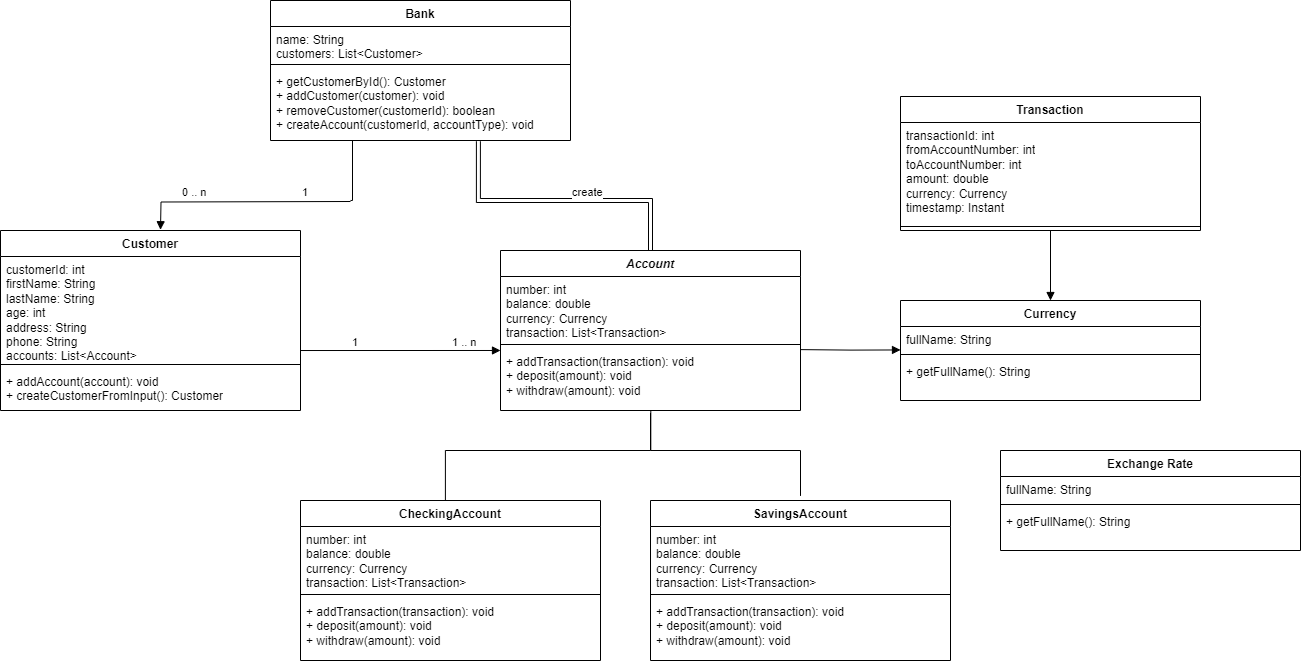 Bank
name: String
customers: List<Customer>
+ getCustomerById(): Customer
+ addCustomer(customer): void
+ removeCustomer(customerId): boolean
+ createAccount(customerId, accountType): void
Transaction
transactionId: int
fromAccountNumber: int
toAccountNumber: int
amount: double
currency: Currency
timestamp: Instant
0 .. n
1
create
Customer
customerId: int
firstName: String
lastName: String
age: int
address: String
phone: String
accounts: List<Account>
+ addAccount(account): void
+ createCustomerFromInput(): Customer
1
1 .. n
Account
number: int
balance: double
currency: Currency
transaction: List<Transaction>
+ addTransaction(transaction): void
+ deposit(amount): void
+ withdraw(amount): void
Currency
fullName: String
+ getFullName(): String
Exchange Rate
fullName: String
+ getFullName(): String
CheckingAccount
number: int
balance: double
currency: Currency
transaction: List<Transaction>
+ addTransaction(transaction): void
+ deposit(amount): void
+ withdraw(amount): void
SavingsAccount
number: int
balance: double
currency: Currency
transaction: List<Transaction>
+ addTransaction(transaction): void
+ deposit(amount): void
+ withdraw(amount): void